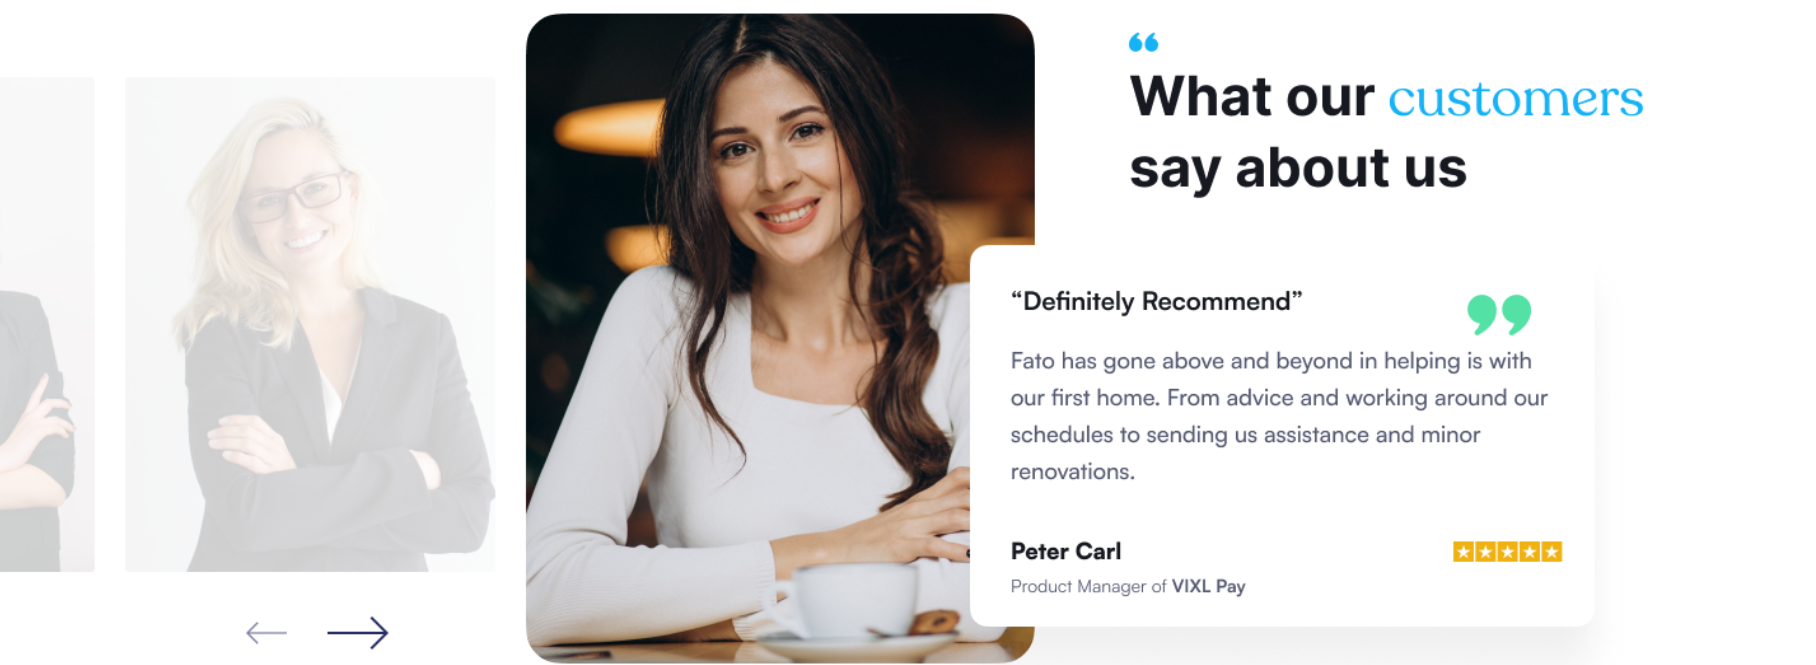 “
What our customers
say about us
“Definitely Recommend”
”
Fato has gone above and beyond in helping is with
our first home. From advice and working around our
schedules to sending us assistance and minor
renovations.
Peter Carl
Product Manager of VIXL Pay